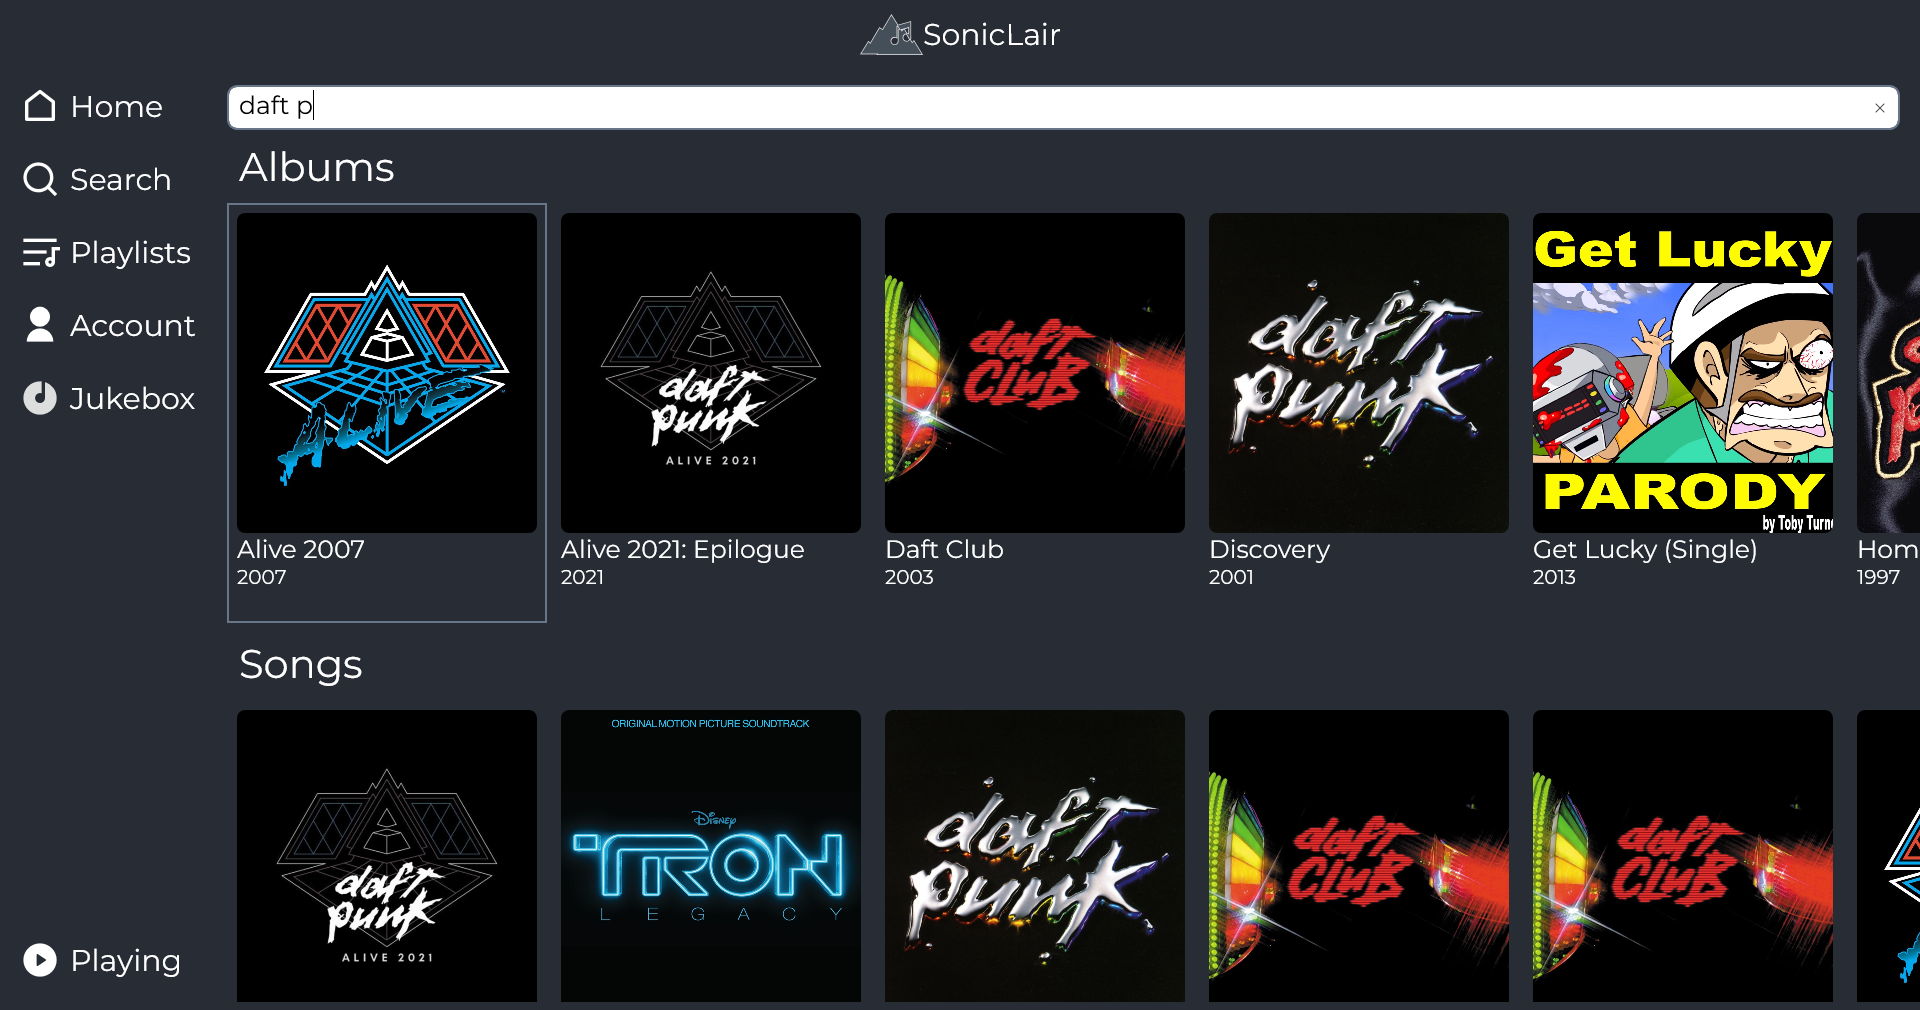 SonicLair
Home
Search
Playlists
Account
Jukebox
Playing
daft p
Albums
ALIVE
daft punk
ALIVE 2021
daft CLUB
daft punk
Get Lucky
PARODY
by Toby Turne
Alive 2007
2007
Alive 2021: Epilogue
2021
Daft Club
2003
Discovery
2001
Get Lucky (Single)
2013
Hom
1997
Songs
daft punk
ALIVE 2021
ORIGINAL MOTION PICTURE SOUNDTRACK
DISNEY
TRON
LEGACY
daft punk
daft CLUB
daft CLUB